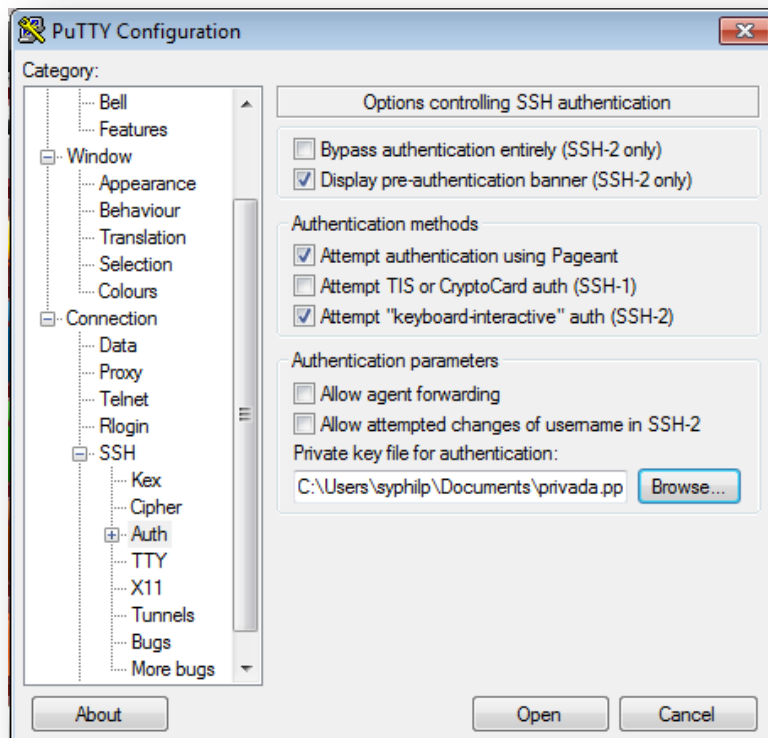 PuTTY Configuration
Category:
Bell
Features
Window
Appearance
Behaviour
Translation
Selection
Colours
Connection
Data
Proxy
Telnet
Rlogin
SSH
Kex
Cipher
Auth
TTY
X11
Tunnels
Bugs
More bugs
Options controlling SSH authentication
Bypass authentication entirely (SSH-2 only)
Display pre-authentication banner (SSH-2 only)
Authentication methods
Attempt authentication using Pageant
Attempt TIS or CryptoCard auth (SSH-1)
Attempt "keyboard-interactive" auth (SSH-2)
Authentication parameters
Allow agent forwarding
Allow attempted changes of username in SSH-2
Private key file for authentication:
C:\Users\syphilp\Documents\privada.pp
Browse...
About
Open
Cancel